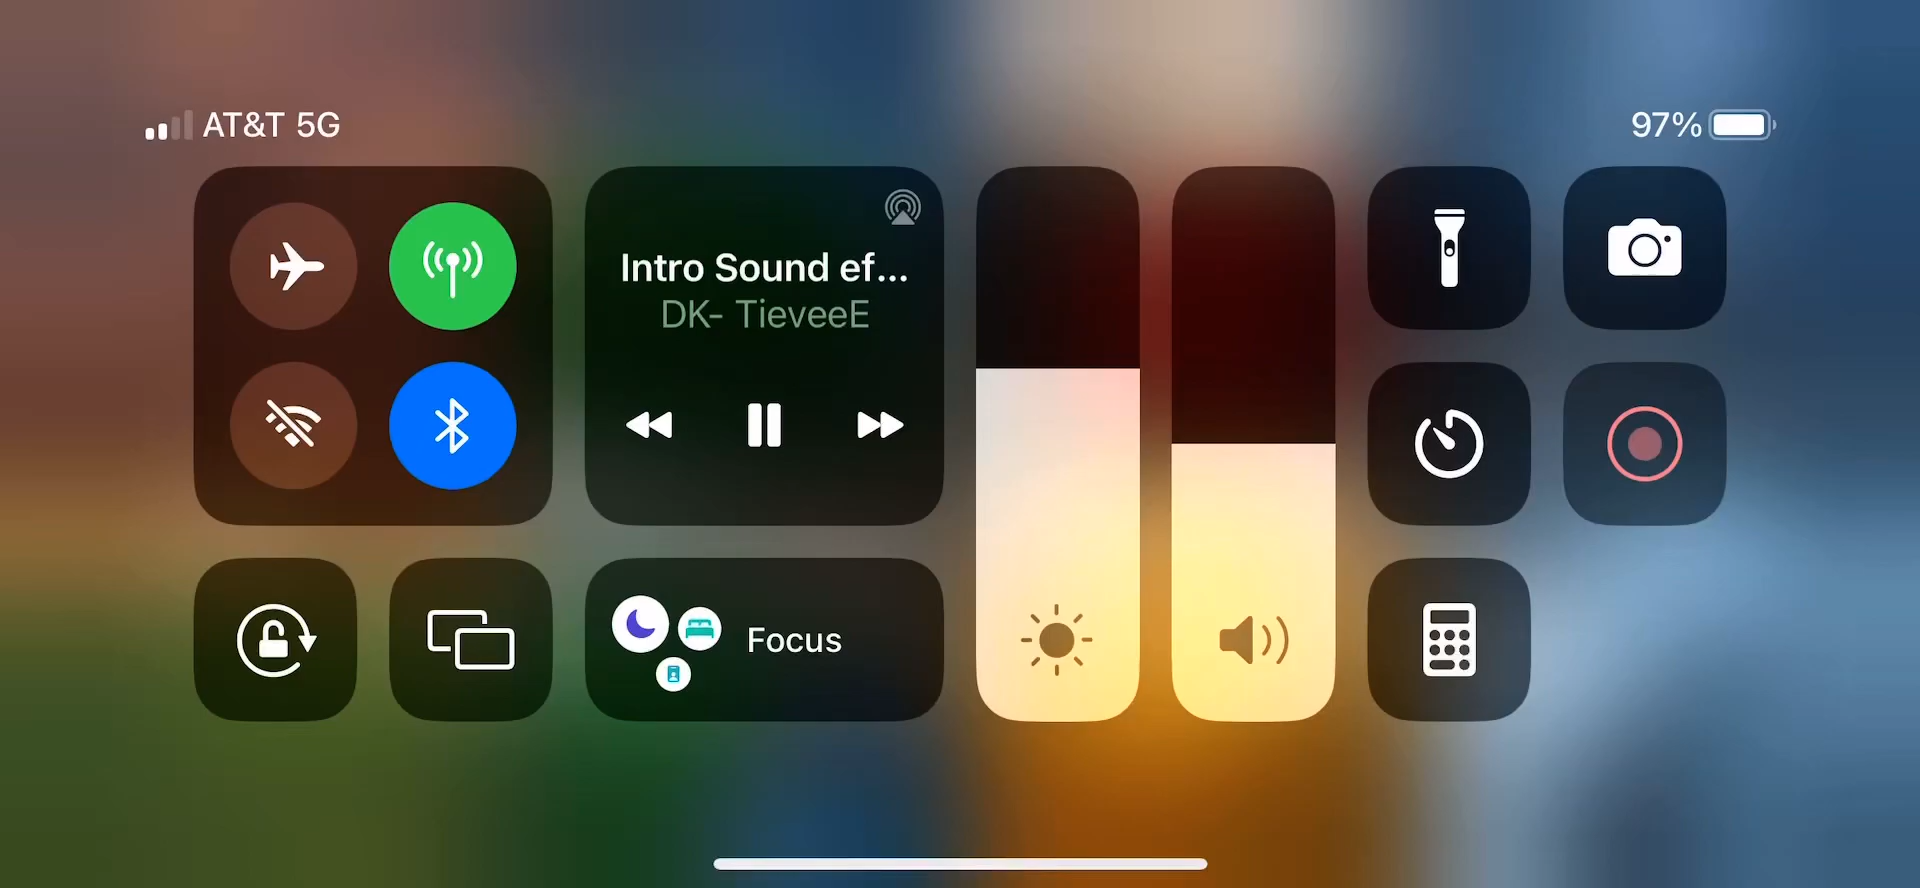 AT&T 5G
97%
Intro Sound ef...
DK- TieveeE
Focus